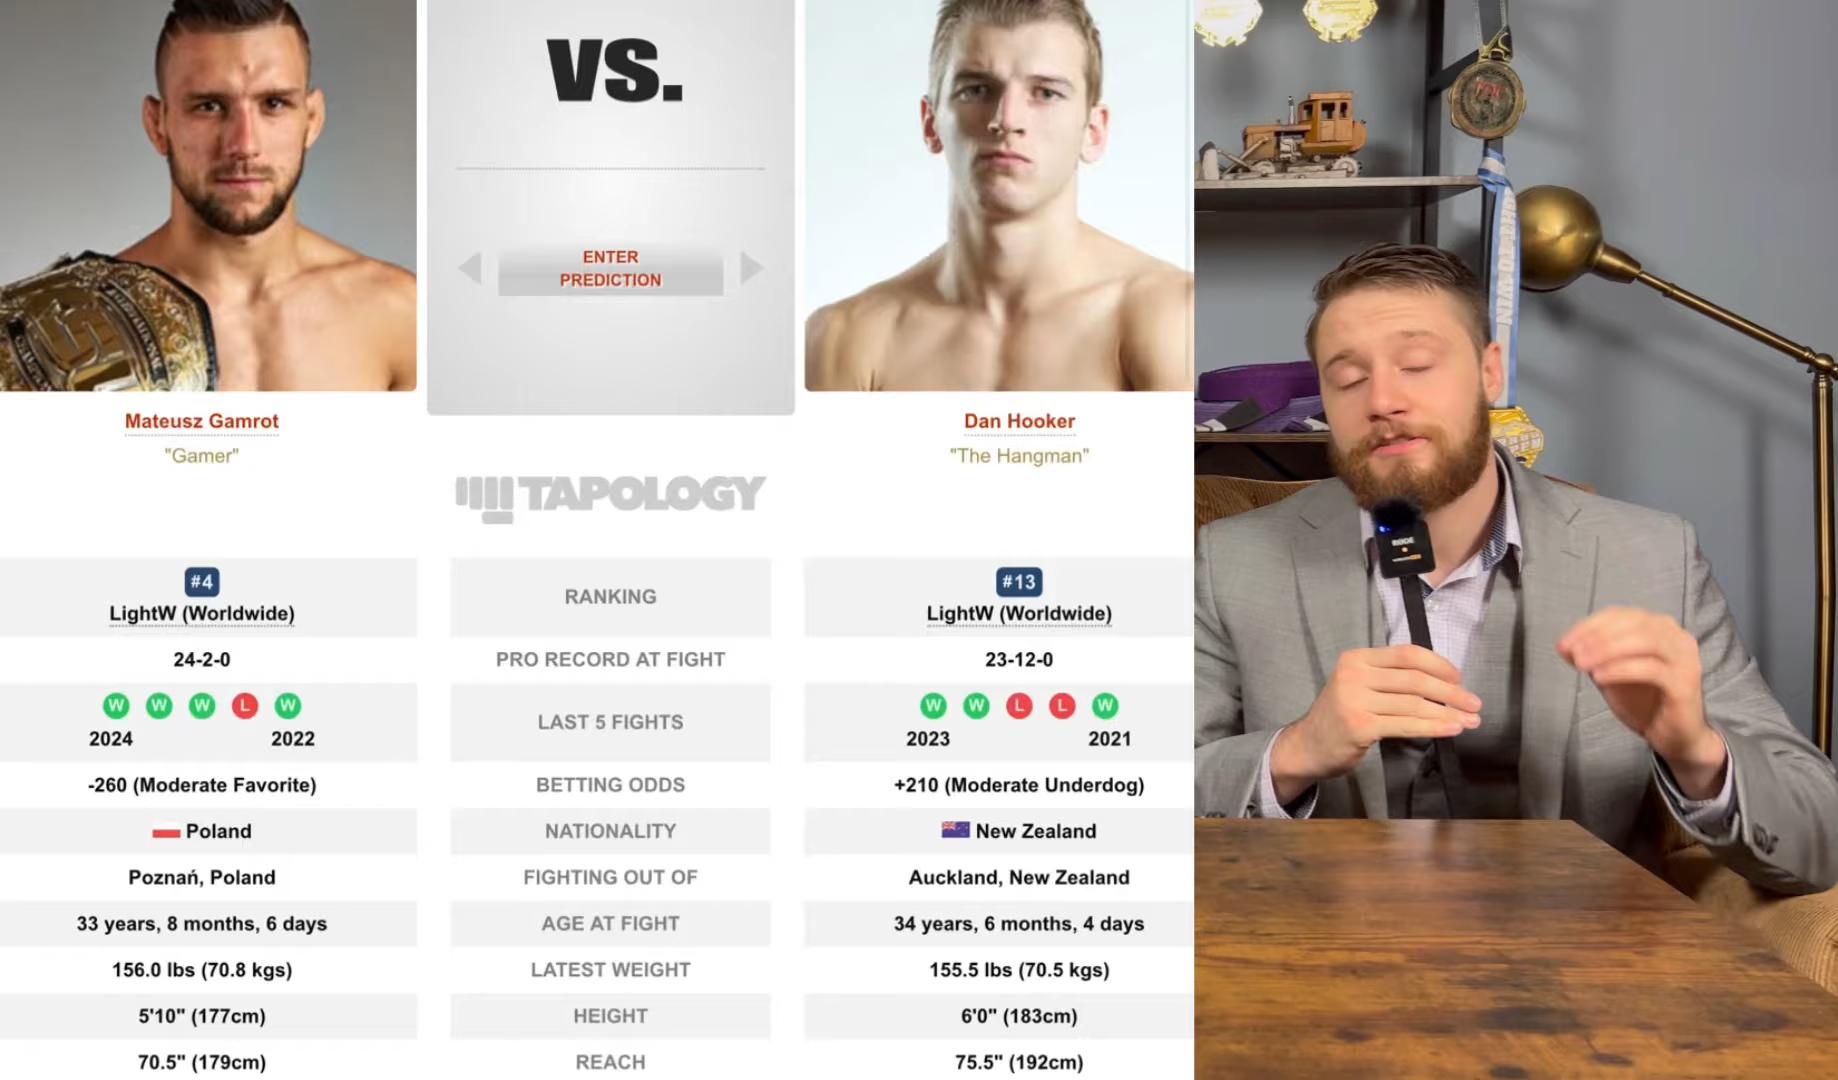 VS.
ENTER
PREDICTION
Mateusz Gamrot
"Gamer"
Dan Hooker
"The Hangman"
TAPOLOGY
#4
LightW (Worldwide)
RANKING
#13
LightW (Worldwide)
24-2-0
PRO RECORD AT FIGHT
23-12-0
W W W L W
2024 2022
LAST 5 FIGHTS
W W L L W
2023 2021
-260 (Moderate Favorite)
BETTING ODDS
+210 (Moderate Underdog)
Poland
NATIONALITY
New Zealand
Poznań, Poland
FIGHTING OUT OF
Auckland, New Zealand
33 years, 8 months, 6 days
AGE AT FIGHT
34 years, 6 months, 4 days
156.0 lbs (70.8 kgs)
LATEST WEIGHT
155.5 lbs (70.5 kgs)
5'10" (177cm)
HEIGHT
6'0" (183cm)
70.5" (179cm)
REACH
75.5" (192cm)
RØDE